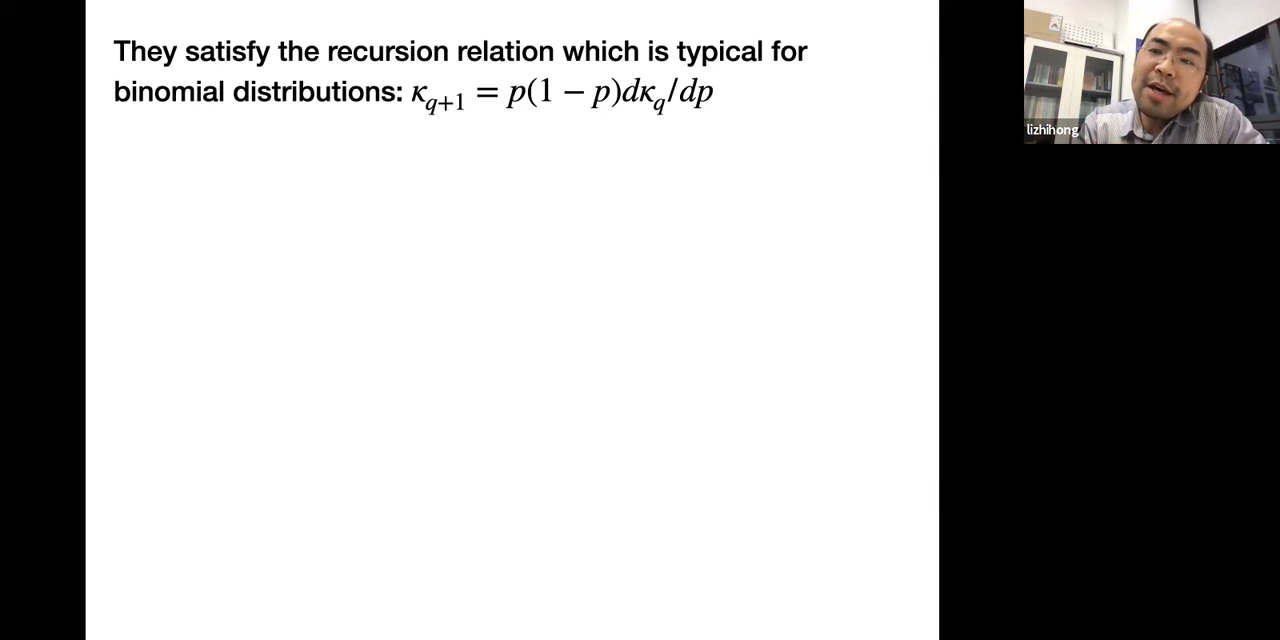 They satisfy the recursion relation which is typical for
binomial distributions: κ_{q+1} = p(1 − p)dκ_q/dp
lizhihong